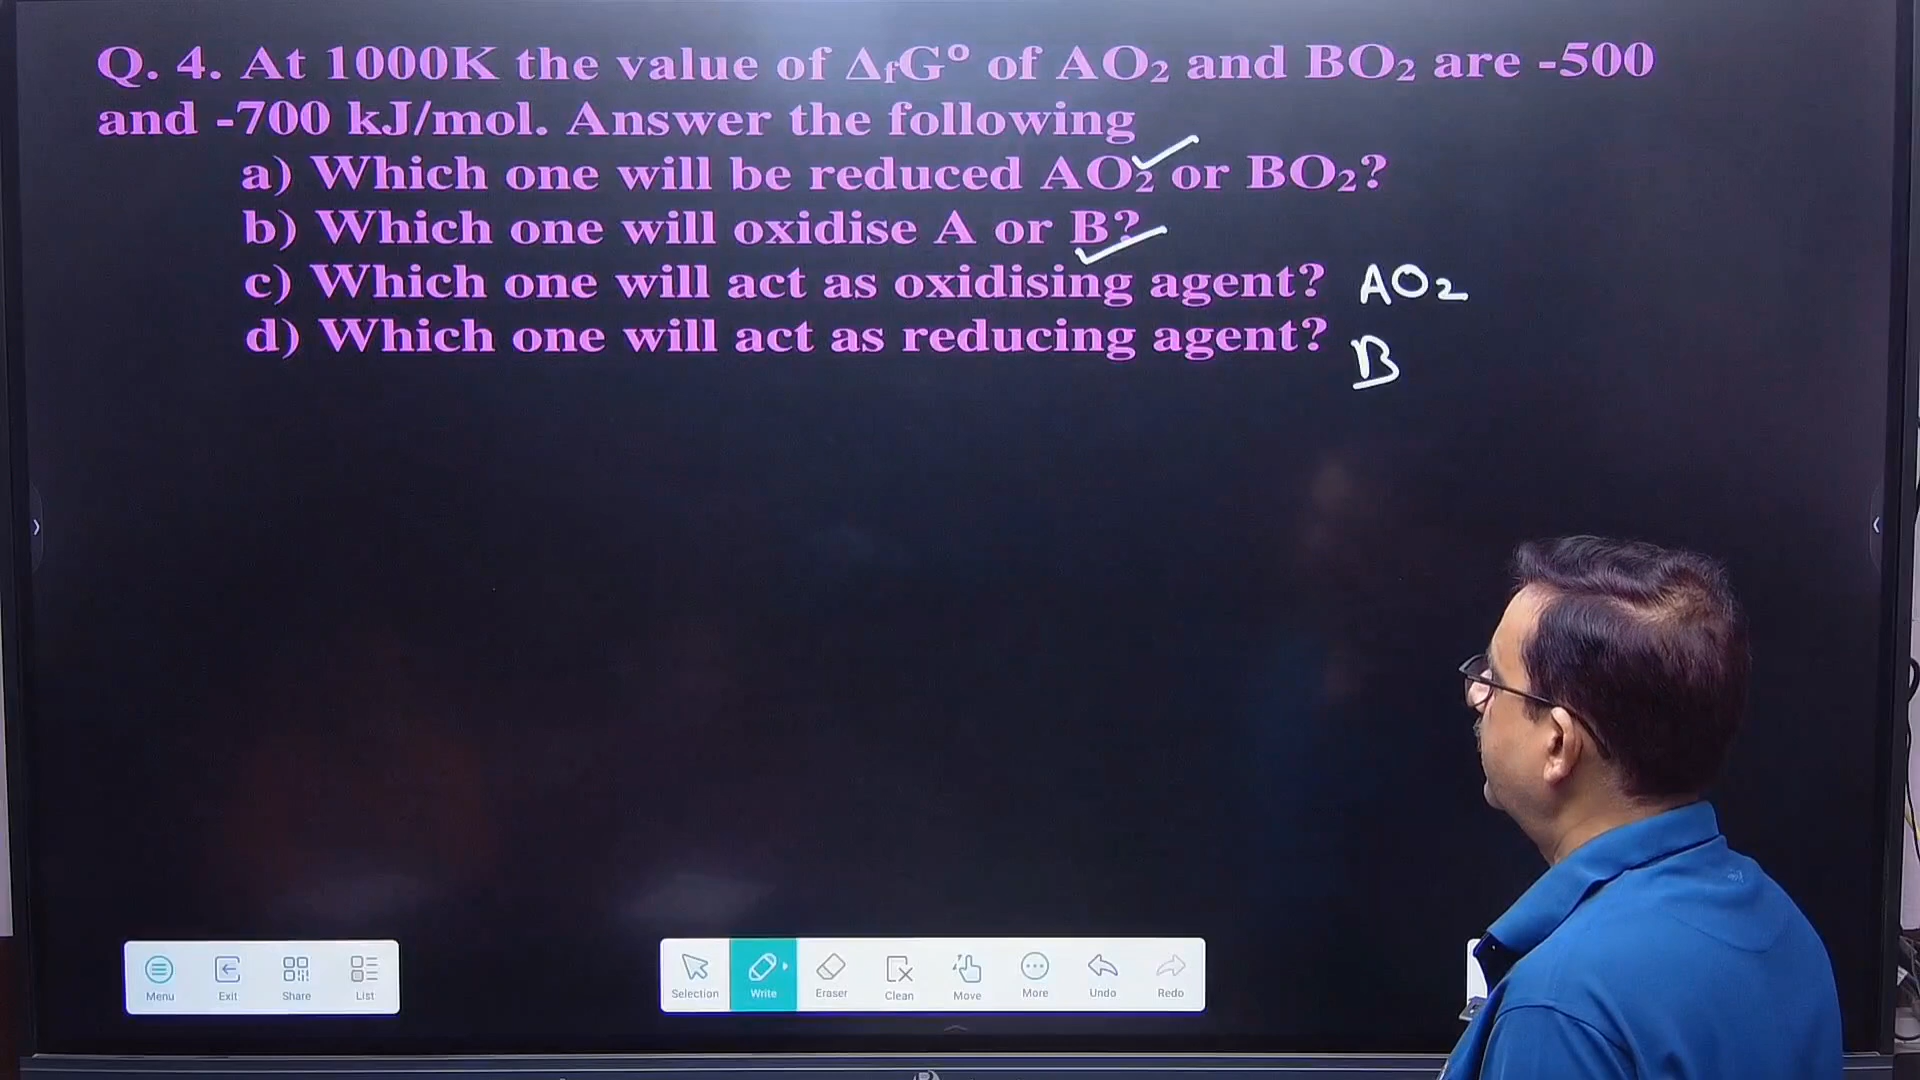 Q. 4. At 1000K the value of ΔfG° of AO₂ and BO₂ are -500
and -700 kJ/mol. Answer the following
a) Which one will be reduced AO₂ or BO₂?
b) Which one will oxidise A or B?
c) Which one will act as oxidising agent? AO₂
d) Which one will act as reducing agent? B
Menu Exit Share List
Selection Write Eraser Clean Move More Undo Redo